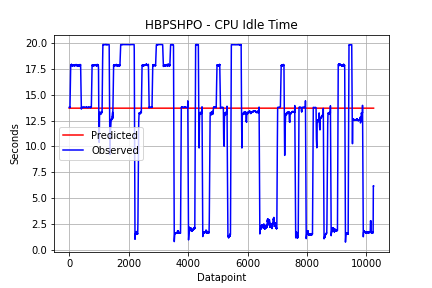 HBPSHPO - CPU Idle Time
20.0
17.5
15.0
12.5
10.0
7.5
5.0
2.5
0.0
Seconds
Predicted
Observed
0 2000 4000 6000 8000 10000
Datapoint